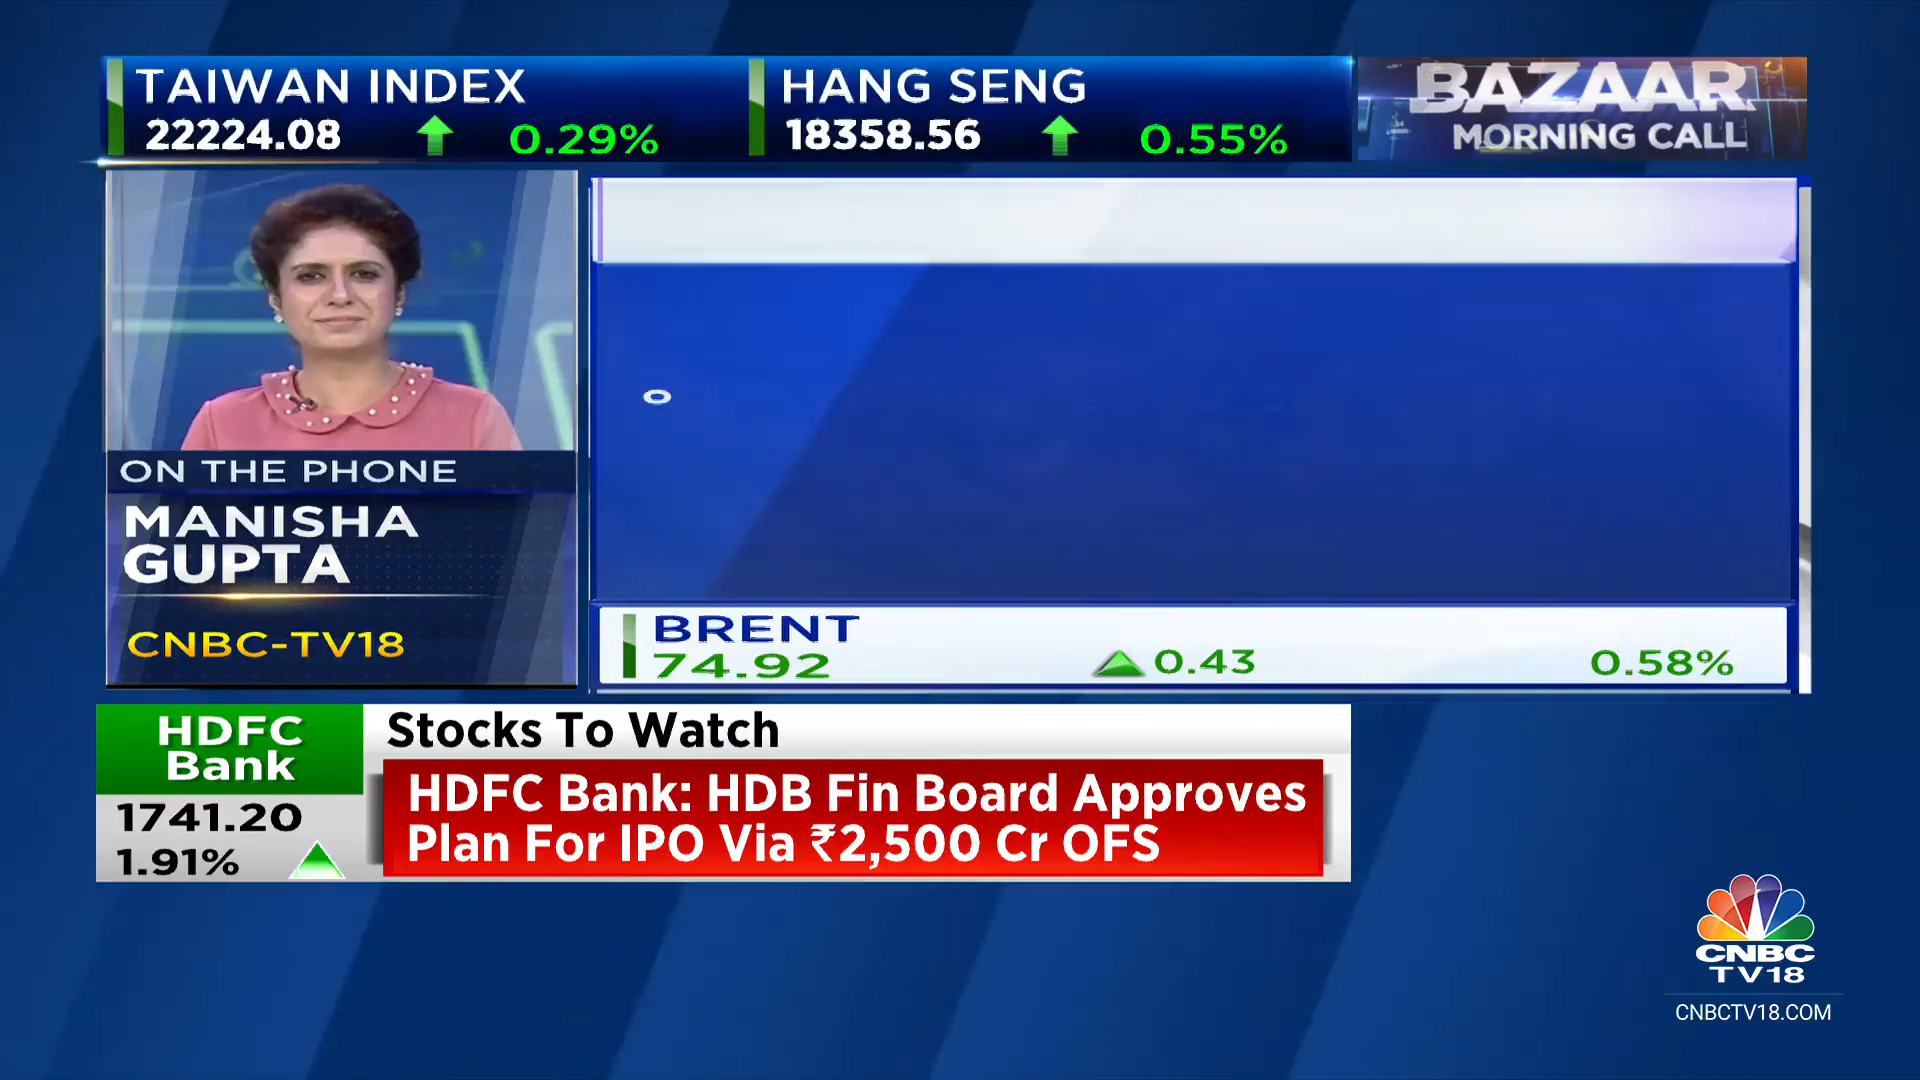 TAIWAN INDEX
22224.08 0.29%
HANG SENG
18358.56 0.55%
BAZAAR
MORNING CALL
ON THE PHONE
MANISHA
GUPTA
CNBC-TV18
BRENT
74.92 0.43 0.58%
HDFC
Bank
1741.20
1.91%
Stocks To Watch
HDFC Bank: HDB Fin Board Approves
Plan For IPO Via ₹2,500 Cr OFS
CNBC
TV18
CNBCTV18.COM